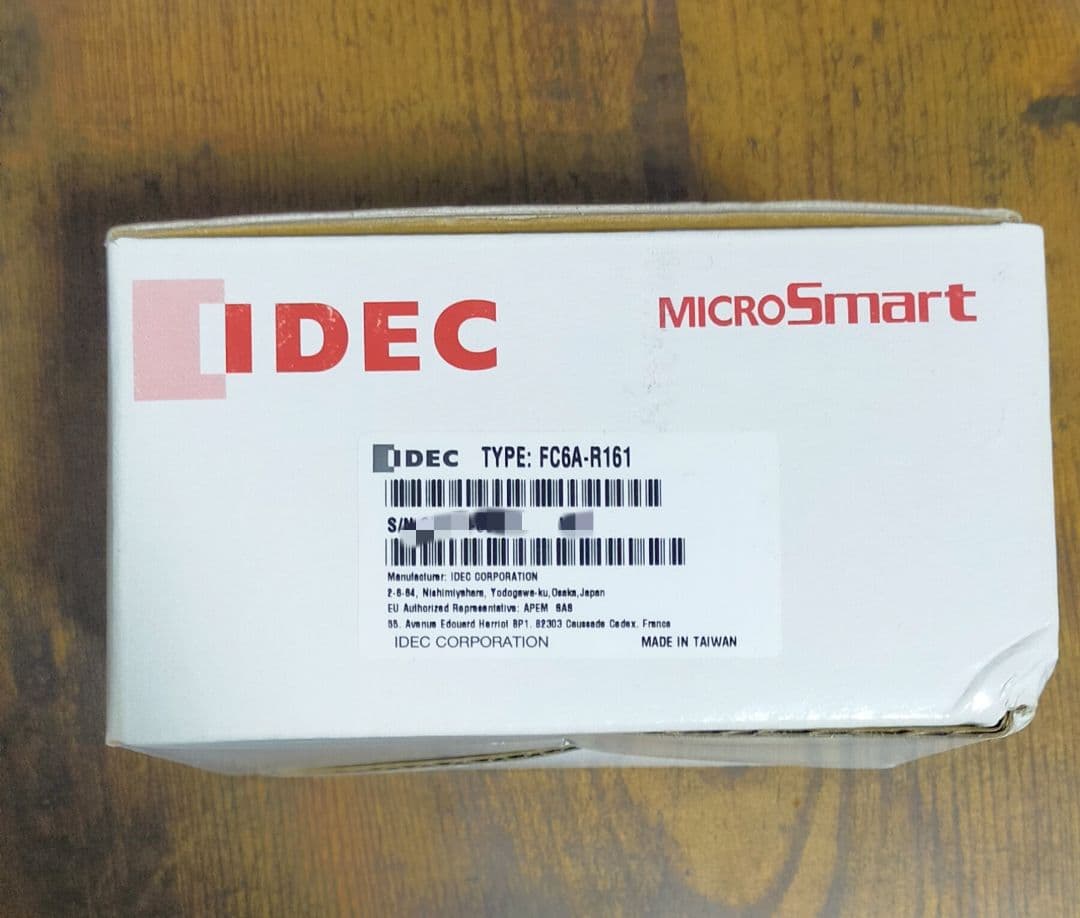 IDEC
MICROSmart
IDEC TYPE: FC6A-R161
S/N
Manufacturer: IDEC CORPORATION
2-6-64, Nishimiyahara, Yodogawa-ku, Osaka, Japan
EU Authorized Representative: APEM SAS
55, Avenue Edouard Herriot BP1, 82303 Caussade Cedex, France
IDEC CORPORATION
MADE IN TAIWAN